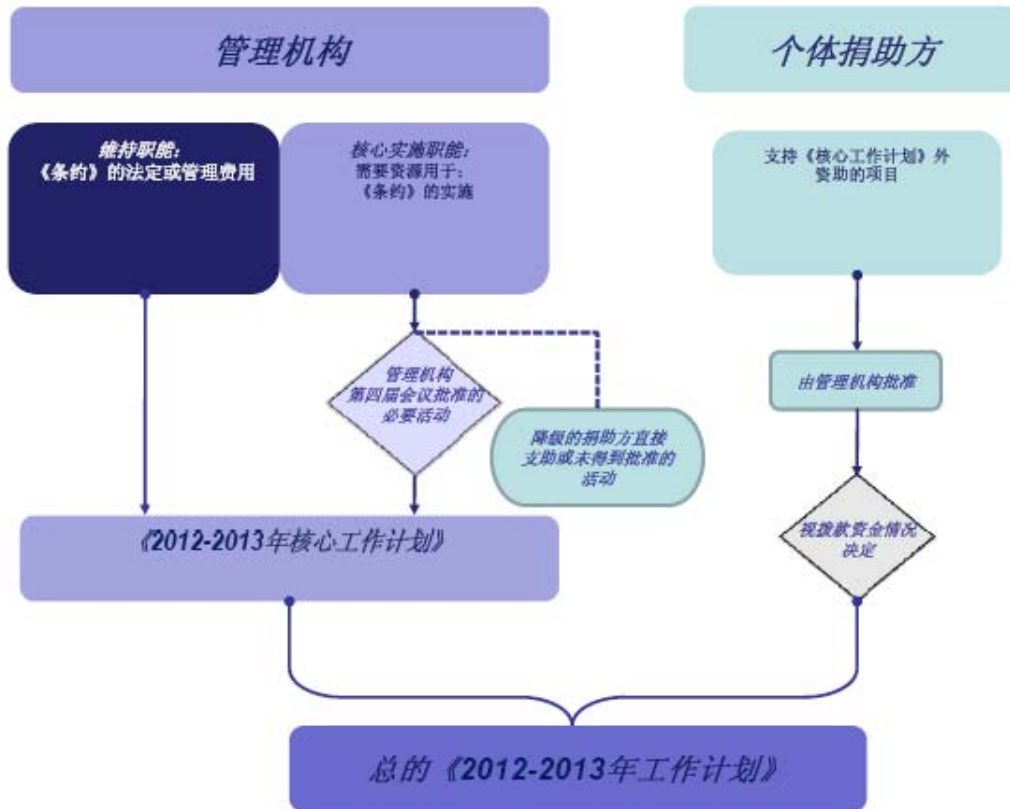 管理机构
个体捐助方
维持职能：
《条约》的法定或管理费用
核心实施职能：
需要资源用于：
《条约》的实施
支持《核心工作计划》外
资助的项目
管理机构
第四届会议批准的
必要活动
由管理机构批准
降级的捐助方直接
支助或未得到批准的
活动
《2012-2013年核心工作计划》
视拨款资金情况
决定
总的《2012-2013年工作计划》